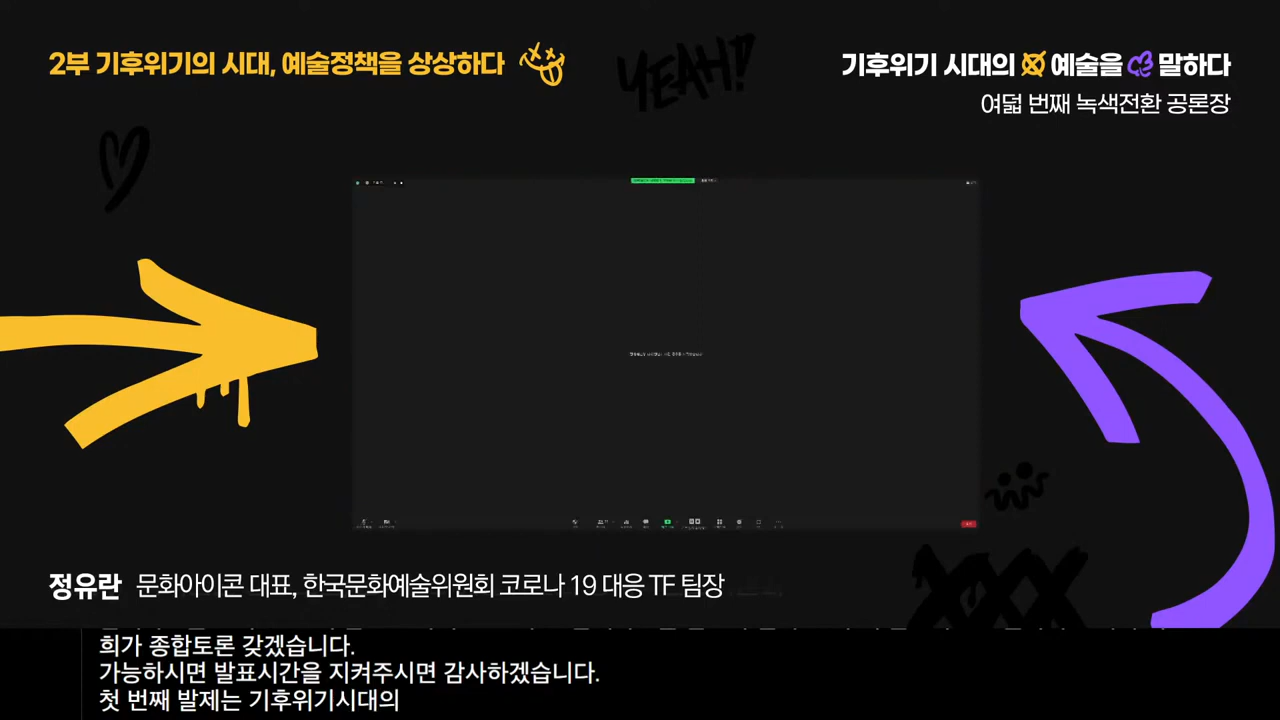 2부 기후위기의 시대, 예술정책을 상상하다
YEAH!
기후위기 시대의 예술을 말하다
여덟 번째 녹색전환 공론장
XXX
정유란 문화아이콘 대표, 한국문화예술위원회 코로나 19 대응 TF 팀장
희가 종합토론 갖겠습니다.
가능하시면 발표시간을 지켜주시면 감사하겠습니다.
첫 번째 발제는 기후위기시대의